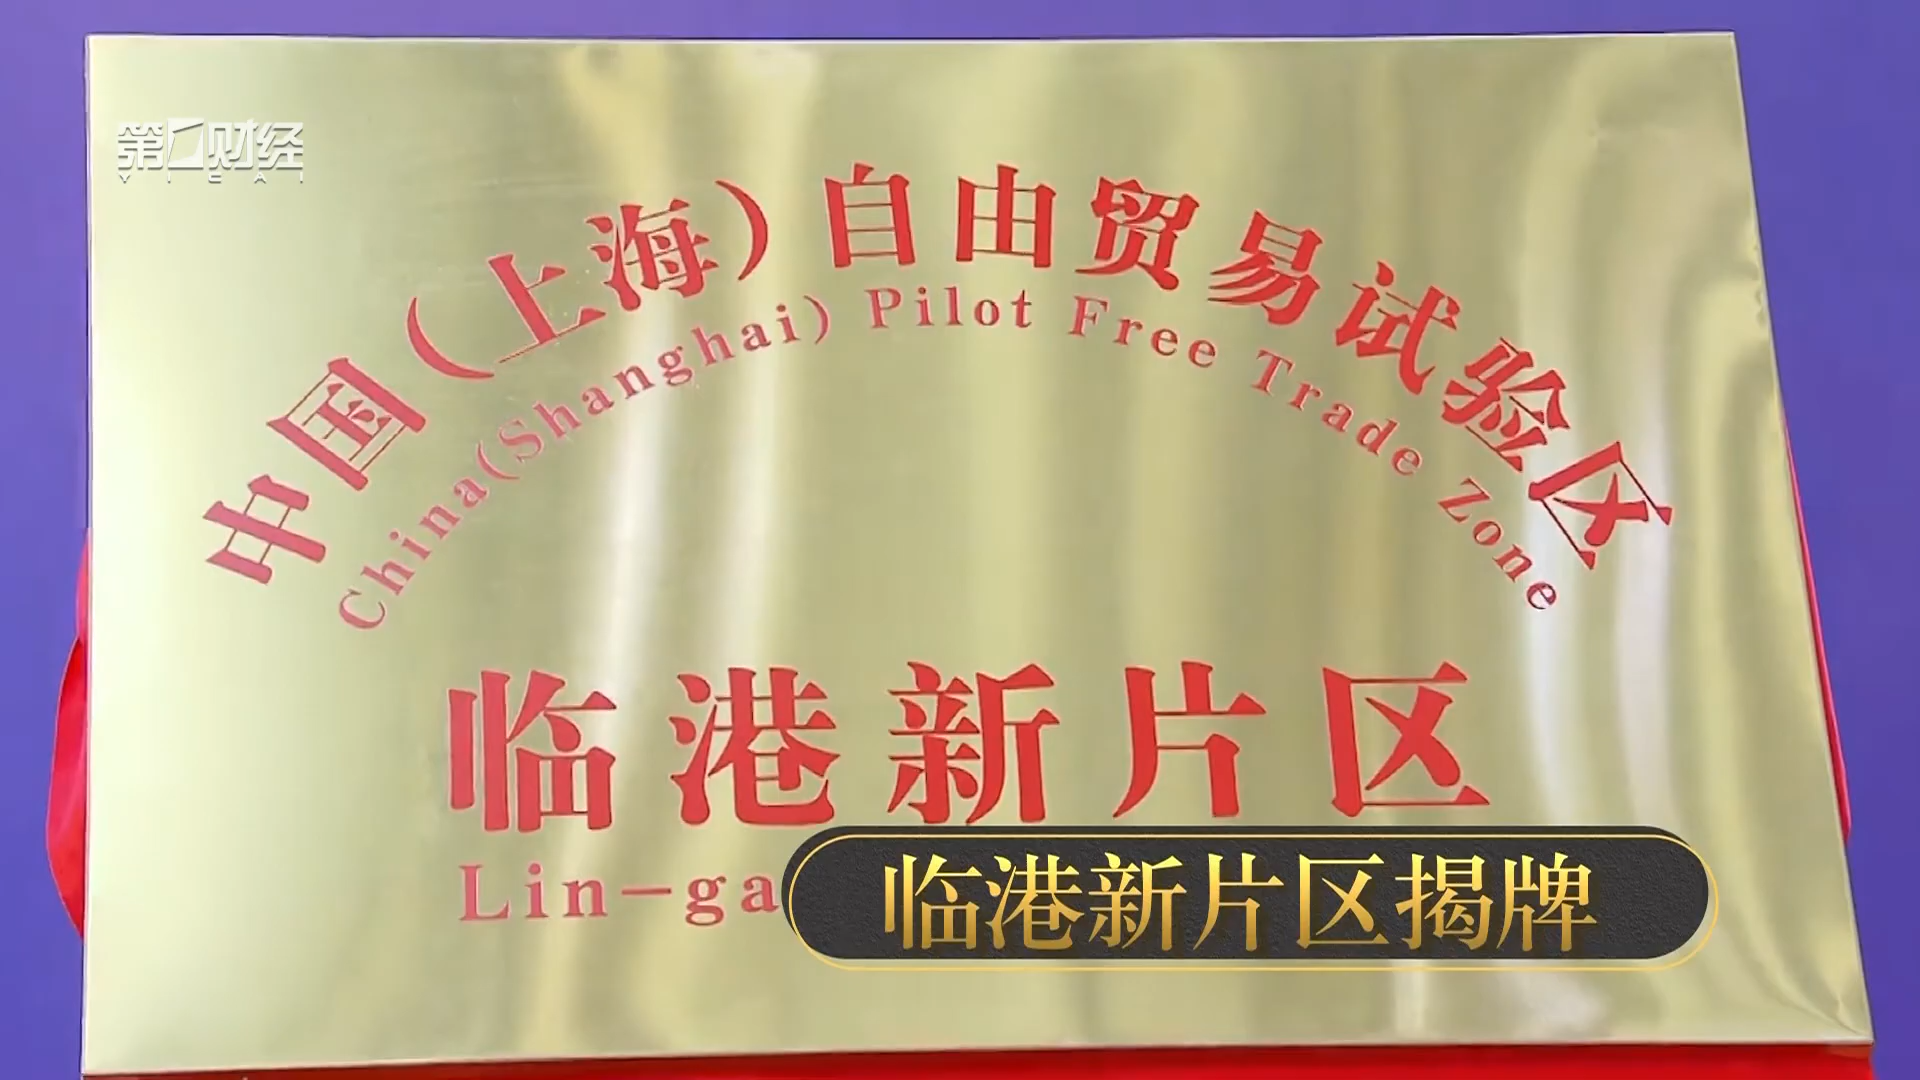 第一财经
YICAI
中国(上海)自由贸易试验区
China(Shanghai) Pilot Free Trade Zone
临港新片区
Lin-ga
临港新片区揭牌